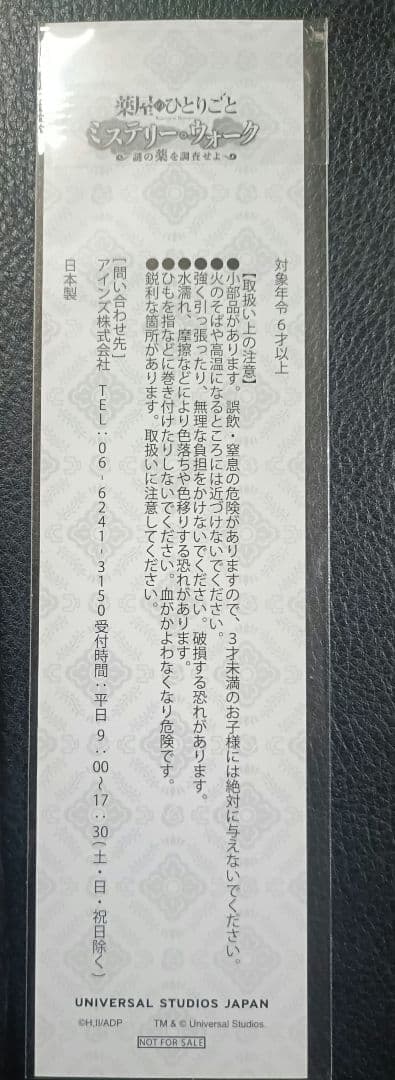 薬屋のひとりごと
ミステリー・ウォーク
謎の薬を調査せよ
対象年令 6才以上
【取扱い上の注意】
●小部品があります。誤飲・窒息の危険がありますので、3才未満のお子様には絶対に与えないでください。
●火のそばや高温になるところには近づけないでください。
●強く引っ張ったり、無理な負担をかけないでください。破損する恐れがあります。
●水濡れ、摩擦などにより色落ちや色移りする恐れがあります。
●ひもを指などに巻き付けたりしないでください。血がかよわなくなり危険です。
●鋭利な箇所があります。取扱いに注意してください。
[問い合わせ先]
アインズ株式会社 TEL:06-6241-3150 受付時間:平日 9:00~17:30(土・日・祝日除く)
日本製
UNIVERSAL STUDIOS JAPAN
©H,II/ADP TM & © Universal Studios.
NOT FOR SALE